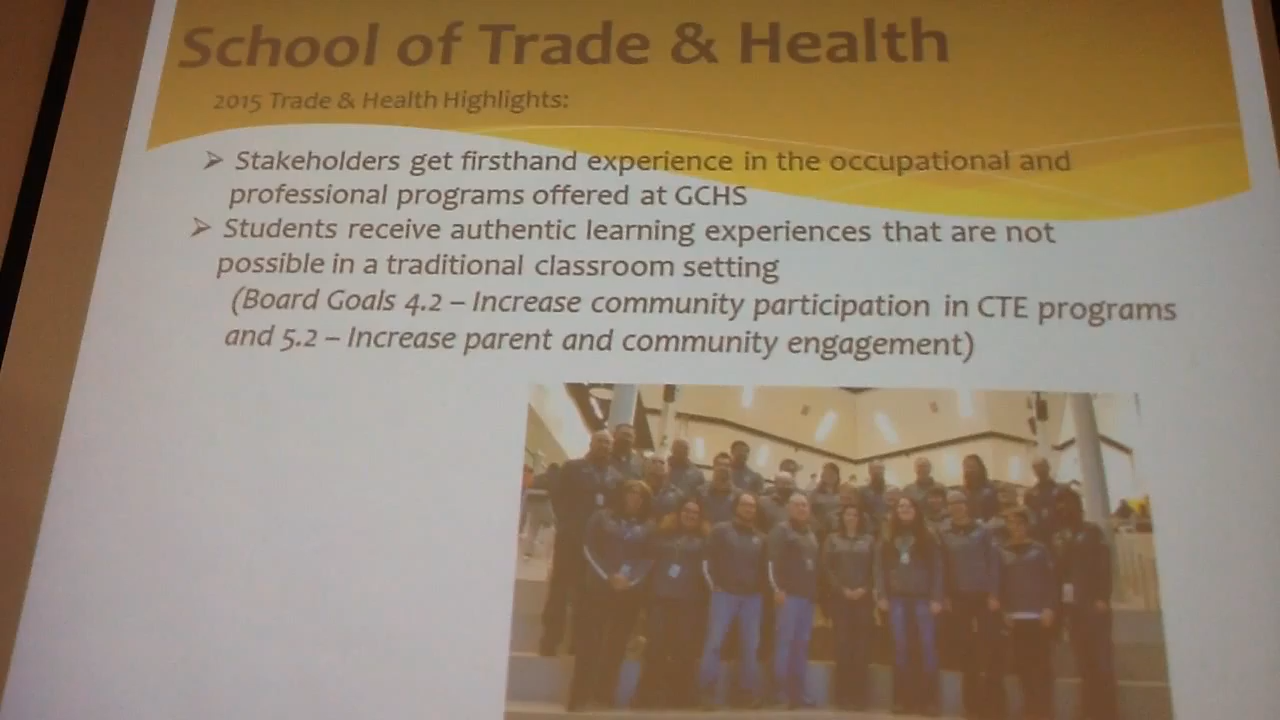 School of Trade & Health
2015 Trade & Health Highlights:
➢ Stakeholders get firsthand experience in the occupational and
professional programs offered at GCHS
➢ Students receive authentic learning experiences that are not
possible in a traditional classroom setting
(Board Goals 4.2 – Increase community participation in CTE programs
and 5.2 – Increase parent and community engagement)